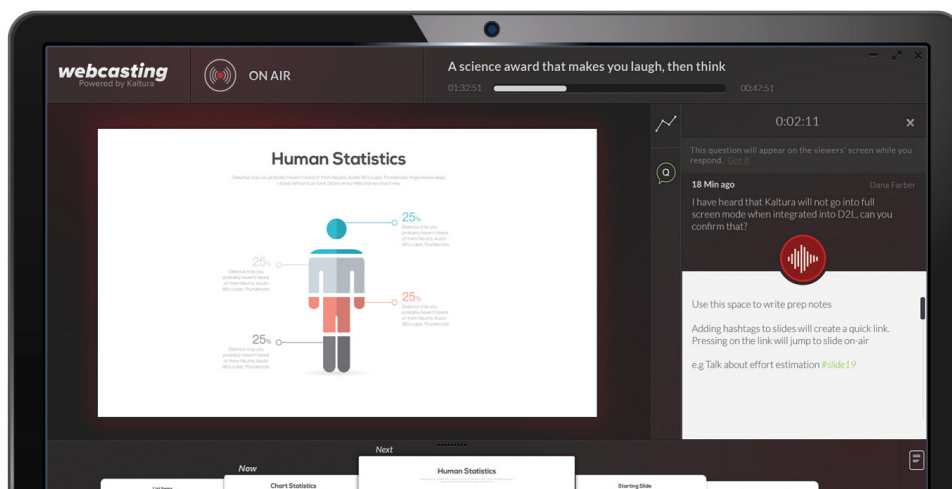 webcasting
Powered by Kaltura
ON AIR
A science award that makes you laugh, then think
01:32:51
00:47:51
Human Statistics
25%
25%
25%
25%
0:02:11
This question will appear on the viewers' screen while you
respond. Got it
18 Min ago
Dana Farber
I have heard that Kaltura will not go into full
screen mode when integrated into D2L, can you
confirm that?
Use this space to write prep notes
Adding hashtags to slides will create a quick link.
Pressing on the link will jump to slide on-air
e.g Talk about effort estimation #slide19
Next
Now
Human Statistics
Chart Statistics
Starting Slide